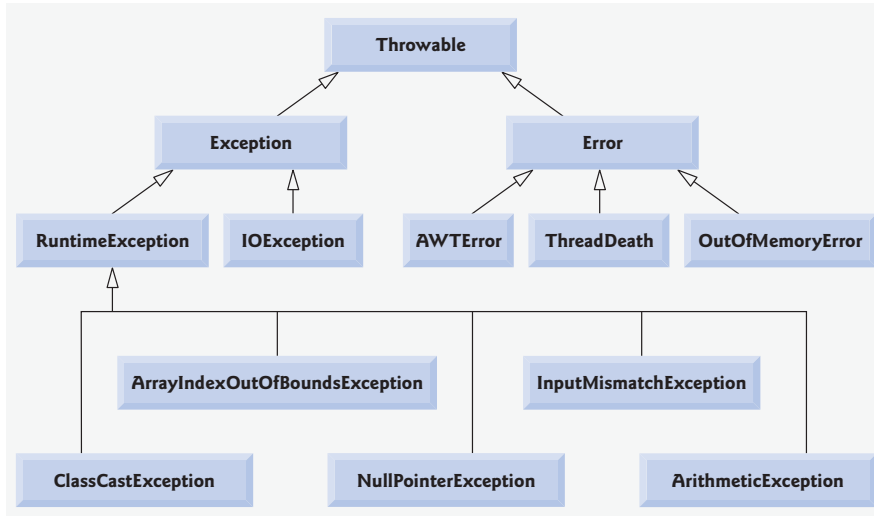 Throwable
Exception
Error
RuntimeException
IOException
AWTError
ThreadDeath
OutOfMemoryError
ArrayIndexOutOfBoundsException
InputMismatchException
ClassCastException
NullPointerException
ArithmeticException